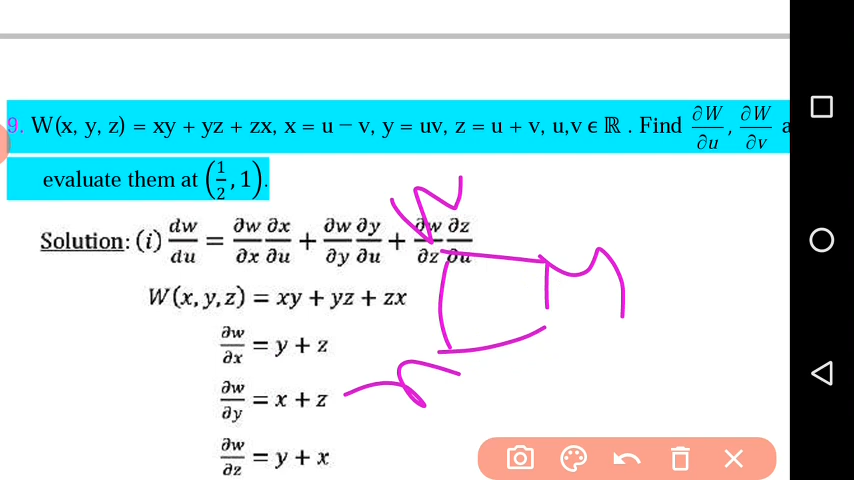 9. W(x, y, z) = xy + yz + zx, x = u − v, y = uv, z = u + v, u,v ϵ ℝ . Find ∂W/∂u, ∂W/∂v a
evaluate them at (1/2, 1).
Solution: (i) dw/du = ∂w/∂x ∂x/∂u + ∂w/∂y ∂y/∂u + ∂w/∂z ∂z/∂u
W(x, y, z) = xy + yz + zx
∂w/∂x = y + z
∂w/∂y = x + z
∂w/∂z = y + x